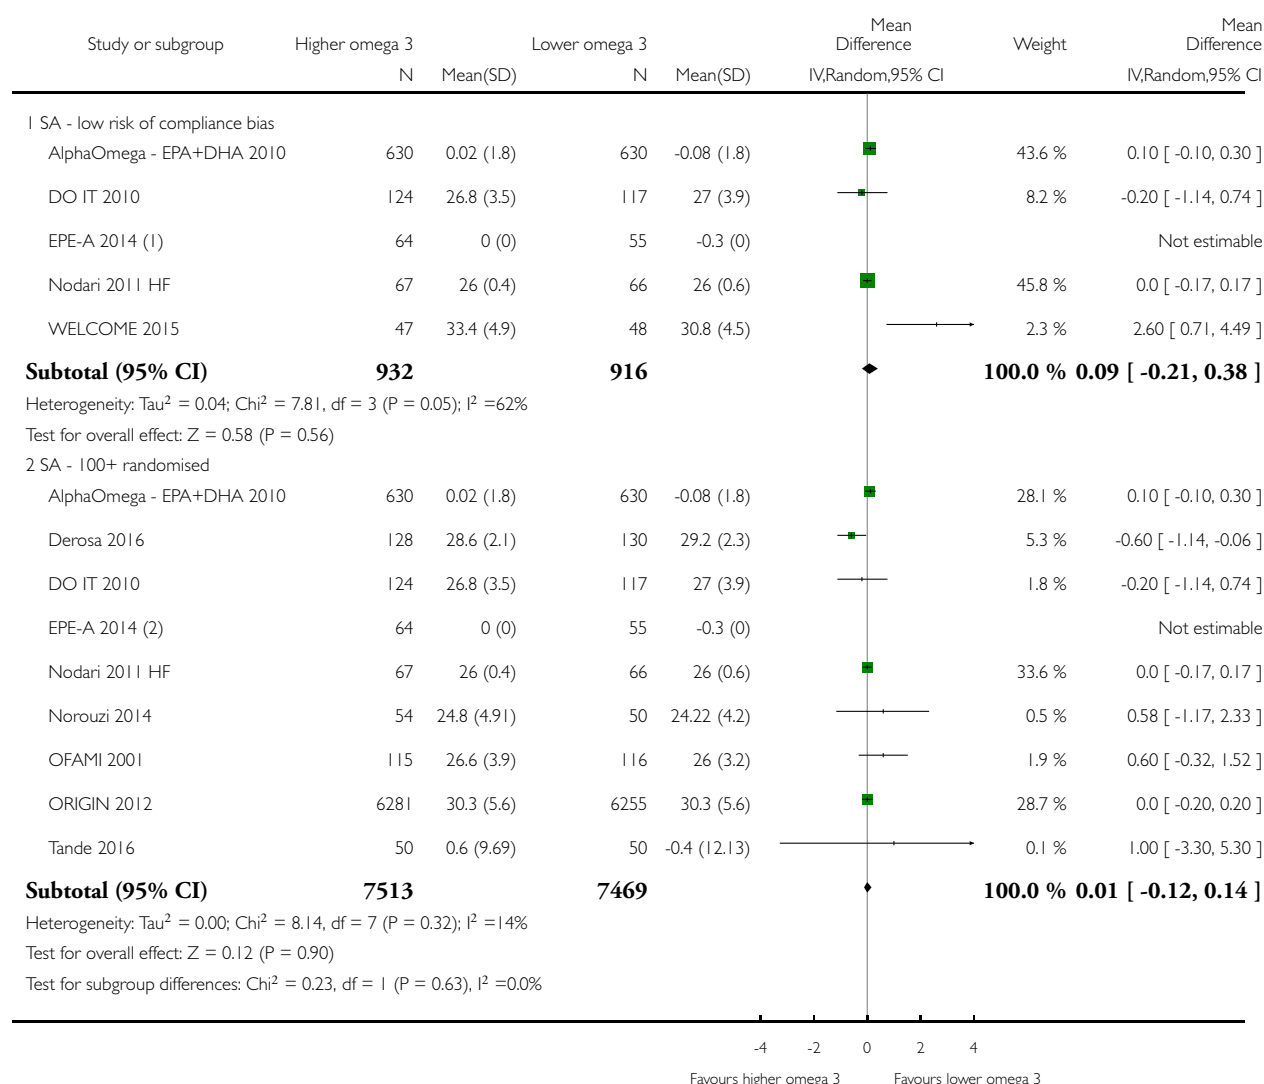 Mean Mean
Study or subgroup Higher omega 3 Lower omega 3 Difference Weight Difference
N Mean(SD) N Mean(SD) IV,Random,95% CI IV,Random,95% CI
1 SA - low risk of compliance bias
AlphaOmega - EPA+DHA 2010 630 0.02 (1.8) 630 -0.08 (1.8) 43.6 % 0.10 [ -0.10, 0.30 ]
DO IT 2010 124 26.8 (3.5) 117 27 (3.9) 8.2 % -0.20 [ -1.14, 0.74 ]
EPE-A 2014 (1) 64 0 (0) 55 -0.3 (0) Not estimable
Nodari 2011 HF 67 26 (0.4) 66 26 (0.6) 45.8 % 0.0 [ -0.17, 0.17 ]
WELCOME 2015 47 33.4 (4.9) 48 30.8 (4.5) 2.3 % 2.60 [ 0.71, 4.49 ]
Subtotal (95% CI) 932 916 100.0 % 0.09 [ -0.21, 0.38 ]
Heterogeneity: Tau² = 0.04; Chi² = 7.81, df = 3 (P = 0.05); I² =62%
Test for overall effect: Z = 0.58 (P = 0.56)
2 SA - 100+ randomised
AlphaOmega - EPA+DHA 2010 630 0.02 (1.8) 630 -0.08 (1.8) 28.1 % 0.10 [ -0.10, 0.30 ]
Derosa 2016 128 28.6 (2.1) 130 29.2 (2.3) 5.3 % -0.60 [ -1.14, -0.06 ]
DO IT 2010 124 26.8 (3.5) 117 27 (3.9) 1.8 % -0.20 [ -1.14, 0.74 ]
EPE-A 2014 (2) 64 0 (0) 55 -0.3 (0) Not estimable
Nodari 2011 HF 67 26 (0.4) 66 26 (0.6) 33.6 % 0.0 [ -0.17, 0.17 ]
Norouzi 2014 54 24.8 (4.91) 50 24.22 (4.2) 0.5 % 0.58 [ -1.17, 2.33 ]
OFAMI 2001 115 26.6 (3.9) 116 26 (3.2) 1.9 % 0.60 [ -0.32, 1.52 ]
ORIGIN 2012 6281 30.3 (5.6) 6255 30.3 (5.6) 28.7 % 0.0 [ -0.20, 0.20 ]
Tande 2016 50 0.6 (9.69) 50 -0.4 (12.13) 0.1 % 1.00 [ -3.30, 5.30 ]
Subtotal (95% CI) 7513 7469 100.0 % 0.01 [ -0.12, 0.14 ]
Heterogeneity: Tau² = 0.00; Chi² = 8.14, df = 7 (P = 0.32); I² =14%
Test for overall effect: Z = 0.12 (P = 0.90)
Test for subgroup differences: Chi² = 0.23, df = 1 (P = 0.63), I² =0.0%
-4 -2 0 2 4
Favours higher omega 3 Favours lower omega 3